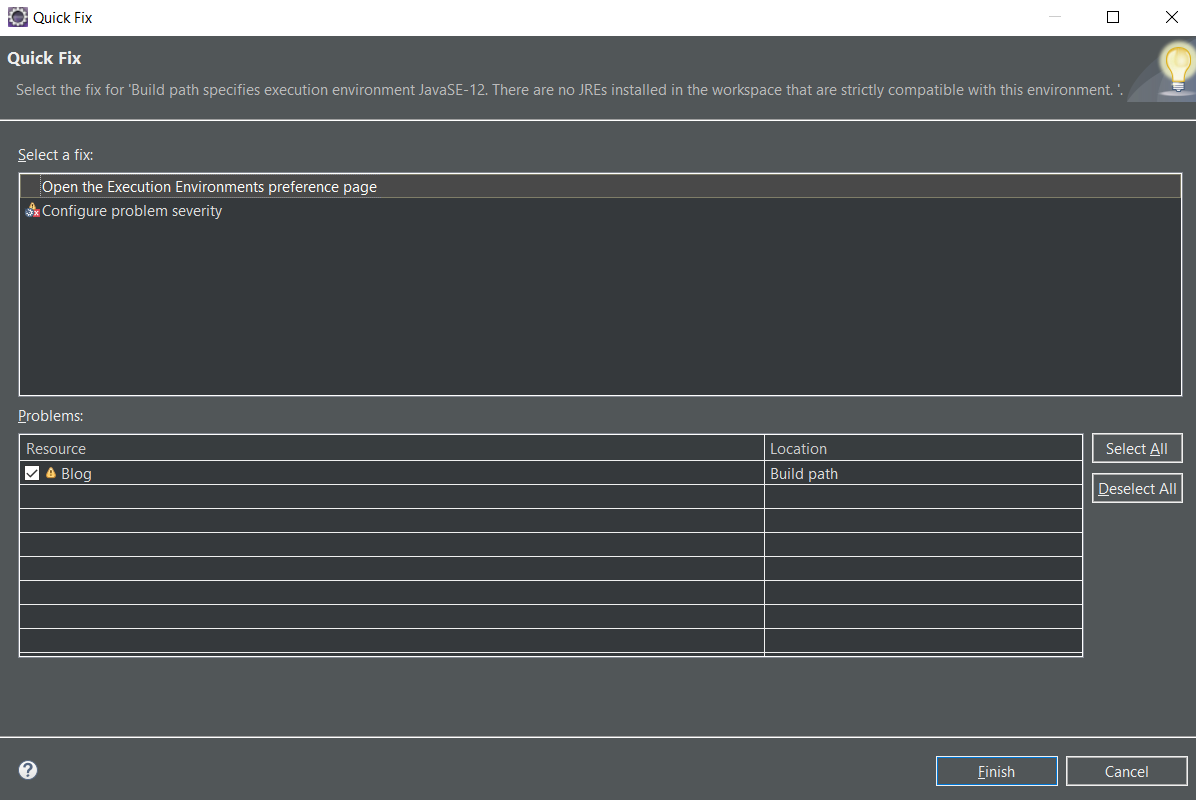 Quick Fix
Quick Fix
Select the fix for 'Build path specifies execution environment JavaSE-12. There are no JREs installed in the workspace that are strictly compatible with this environment. '.
Select a fix:
Open the Execution Environments preference page
Configure problem severity
Problems:
Resource Location
Select All
Blog Build path
Deselect All
?
Finish Cancel